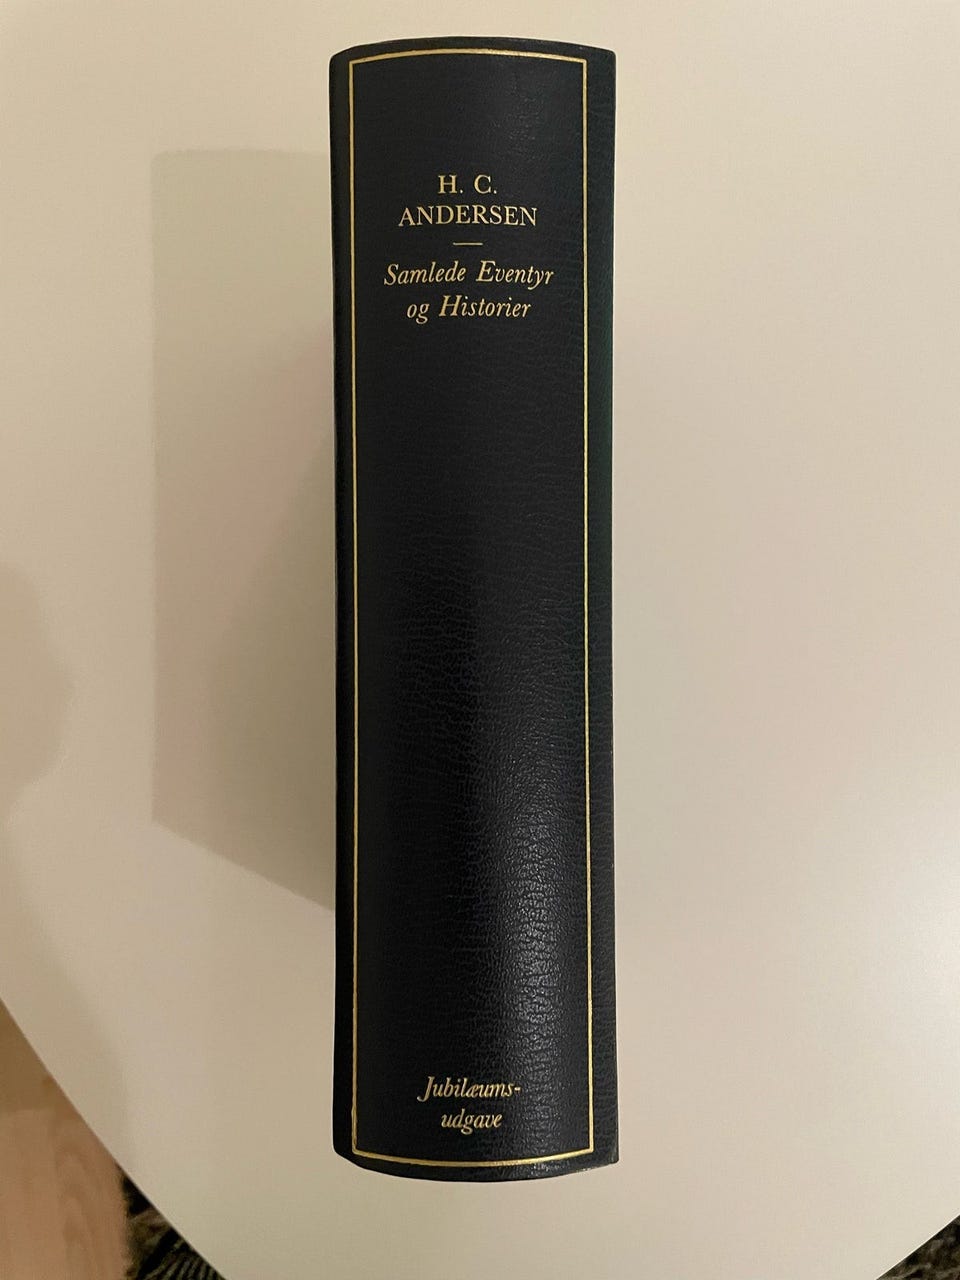 H. C.
ANDERSEN
Samlede Eventyr
og Historier
Jubilæums-
udgave